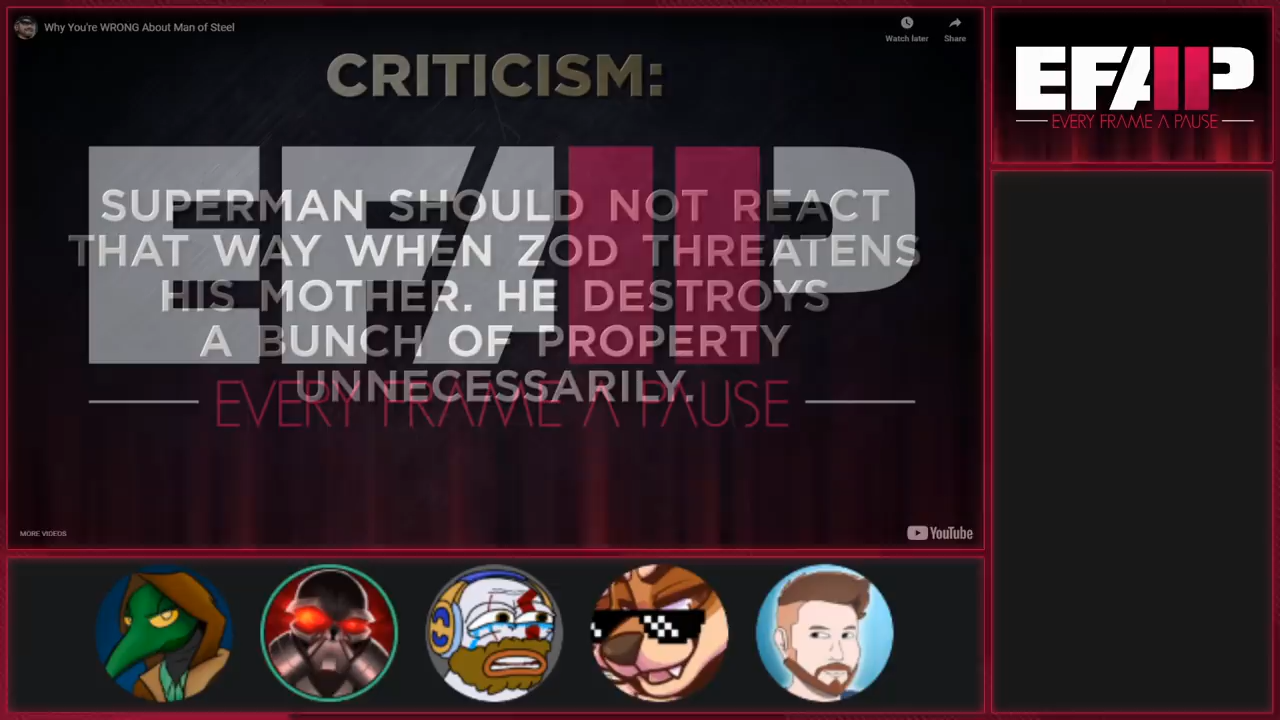 Why You're WRONG About Man of Steel
Watch later
Share
CRITICISM:
EFAP
SUPERMAN SHOULD NOT REACT
THAT WAY WHEN ZOD THREATENS
HIS MOTHER. HE DESTROYS
A BUNCH OF PROPERTY
UNNECESSARILY.
EVERY FRAME A PAUSE
MORE VIDEOS
YouTube
EFAP
EVERY FRAME A PAUSE